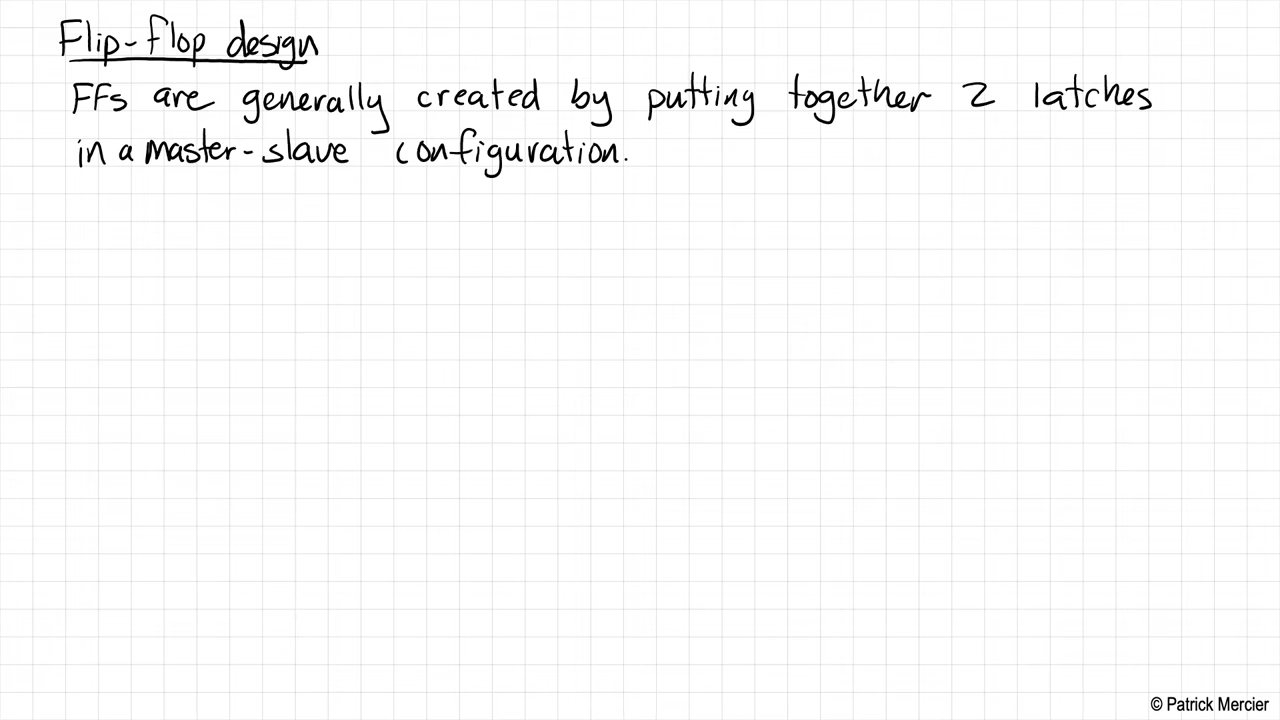 Flip-flop design
FFs are generally created by putting together 2 latches
in a master-slave configuration.
© Patrick Mercier